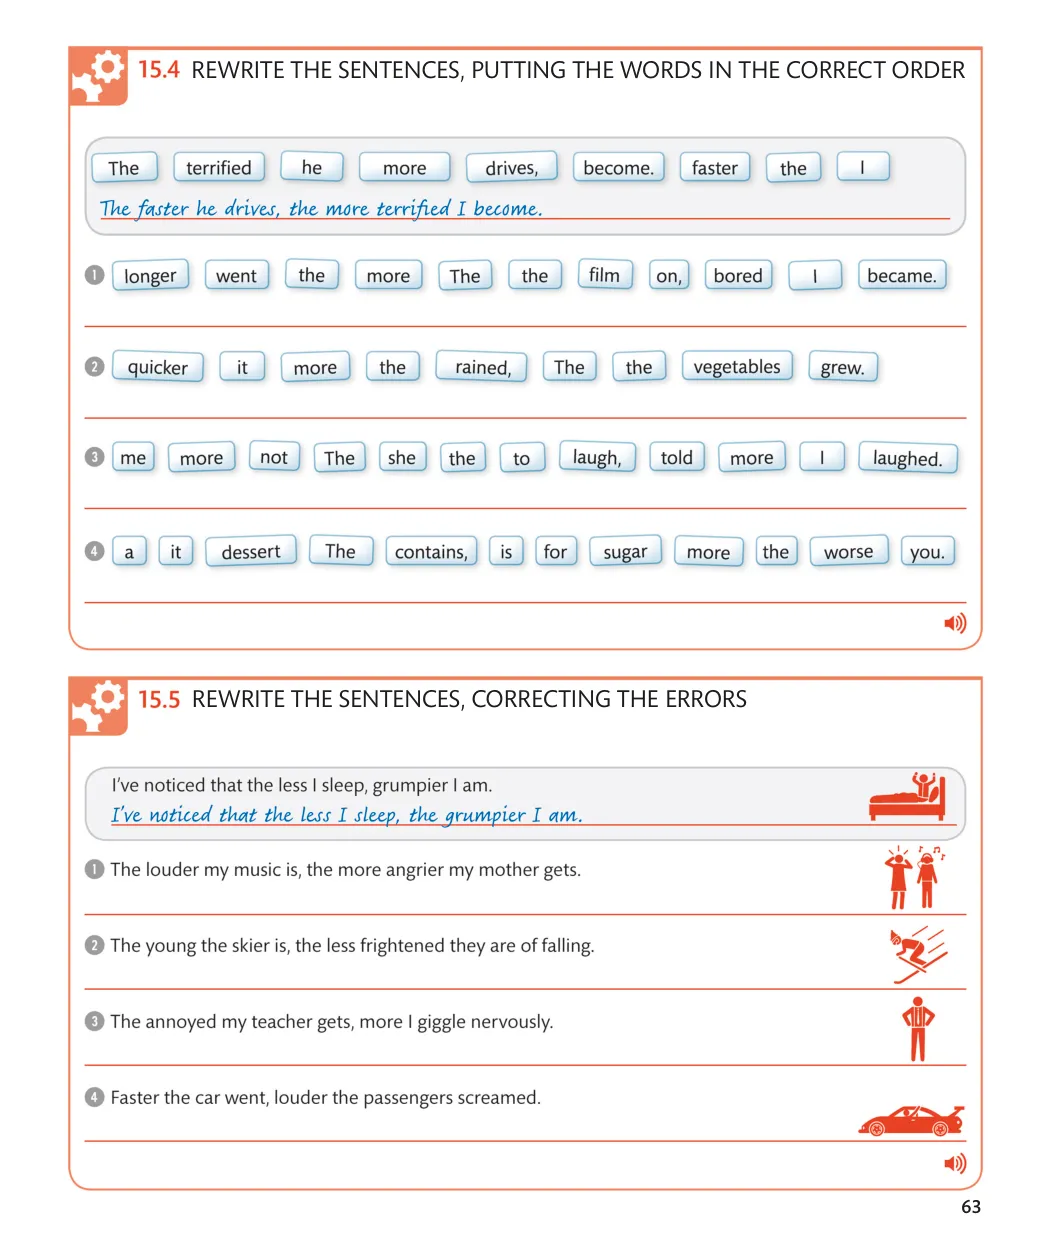 15.4 REWRITE THE SENTENCES, PUTTING THE WORDS IN THE CORRECT ORDER
The terrified he more drives, become. faster the I
The faster he drives, the more terrified I become.
1 longer went the more The the film on, bored I became.
2 quicker it more the rained, The the vegetables grew.
3 me more not The she the to laugh, told more I laughed.
4 a it dessert The contains, is for sugar more the worse you.
15.5 REWRITE THE SENTENCES, CORRECTING THE ERRORS
I've noticed that the less I sleep, grumpier I am.
I've noticed that the less I sleep, the grumpier I am.
1 The louder my music is, the more angrier my mother gets.
2 The young the skier is, the less frightened they are of falling.
3 The annoyed my teacher gets, more I giggle nervously.
4 Faster the car went, louder the passengers screamed.
63